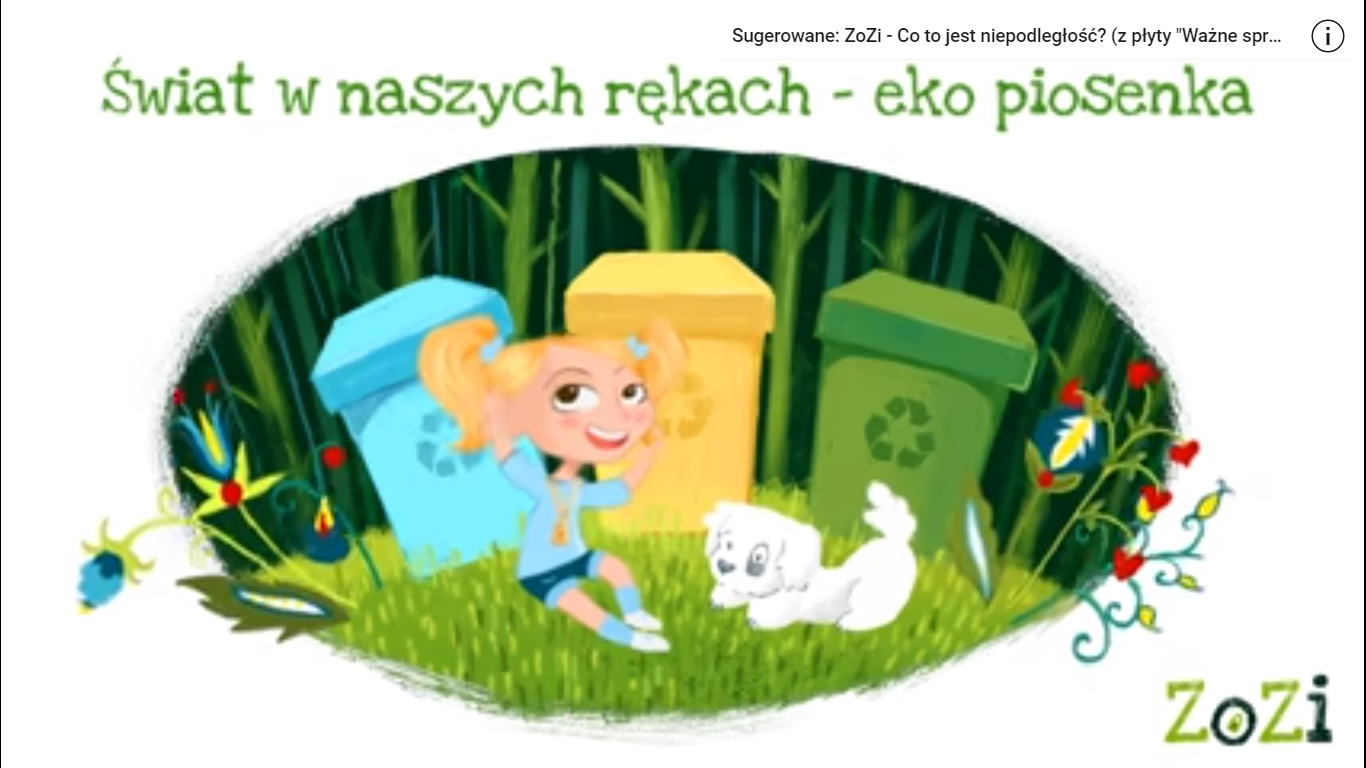 Sugerowane: ZoZi - Co to jest niepodległość? (z płyty "Ważne spr...
Świat w naszych rękach - eko piosenka
ZoZi